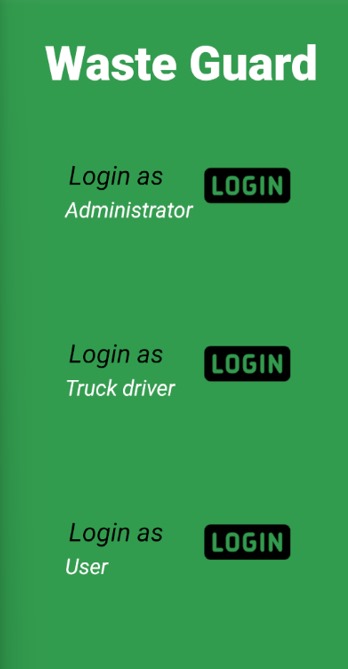 Waste Guard
Login as
LOGIN
Administrator
Login as
LOGIN
Truck driver
Login as
LOGIN
User